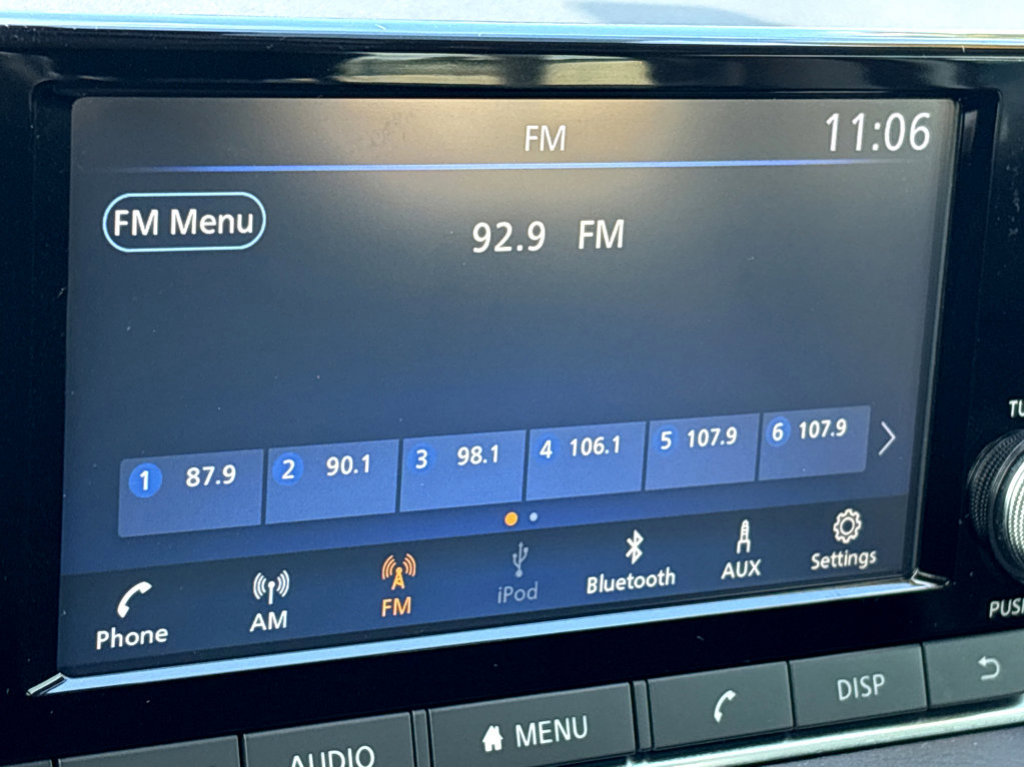 FM
11:06
FM Menu
92.9 FM
1 87.9 2 90.1 3 98.1 4 106.1 5 107.9 6 107.9
Phone AM FM iPod Bluetooth AUX Settings
AUDIO MENU DISP